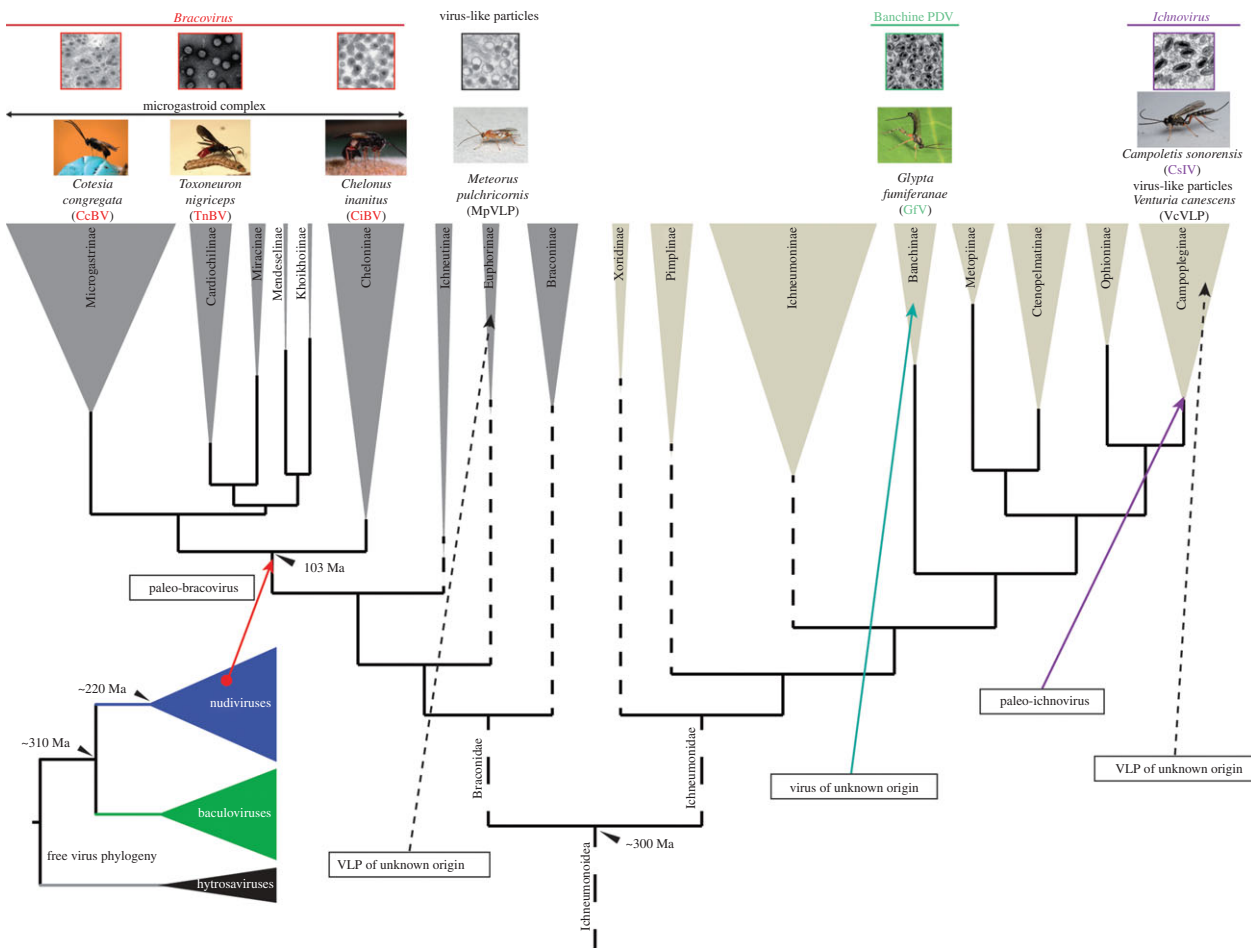 Bracovirus
virus-like particles
Banchine PDV
Ichnovirus
microgastroid complex
Cotesia
congregata
(CcBV)
Toxoneuron
nigriceps
(TnBV)
Chelonus
inanitus
(CiBV)
Meteorus
pulchricornis
(MpVLP)
Glypta
fumiferanae
(GfV)
Campoletis sonorensis
(CsIV)
virus-like particles
Venturia canescens
(VcVLP)
Microgastrinae
Cardiochilinae
Miracinae
Mendeselinae
Khoikhoiinae
Cheloninae
Ichneutinae
Euphorinae
Braconinae
Xoridinae
Pimplinae
Ichneumoninae
Banchinae
Metopiinae
Ctenopelmatinae
Ophioninae
Campopleginae
103 Ma
paleo-bracovirus
~220 Ma
nudiviruses
~310 Ma
baculoviruses
free virus phylogeny
hytrosaviruses
VLP of unknown origin
Braconidae
Ichneumonidae
~300 Ma
Ichneumonoidea
virus of unknown origin
paleo-ichnovirus
VLP of unknown origin